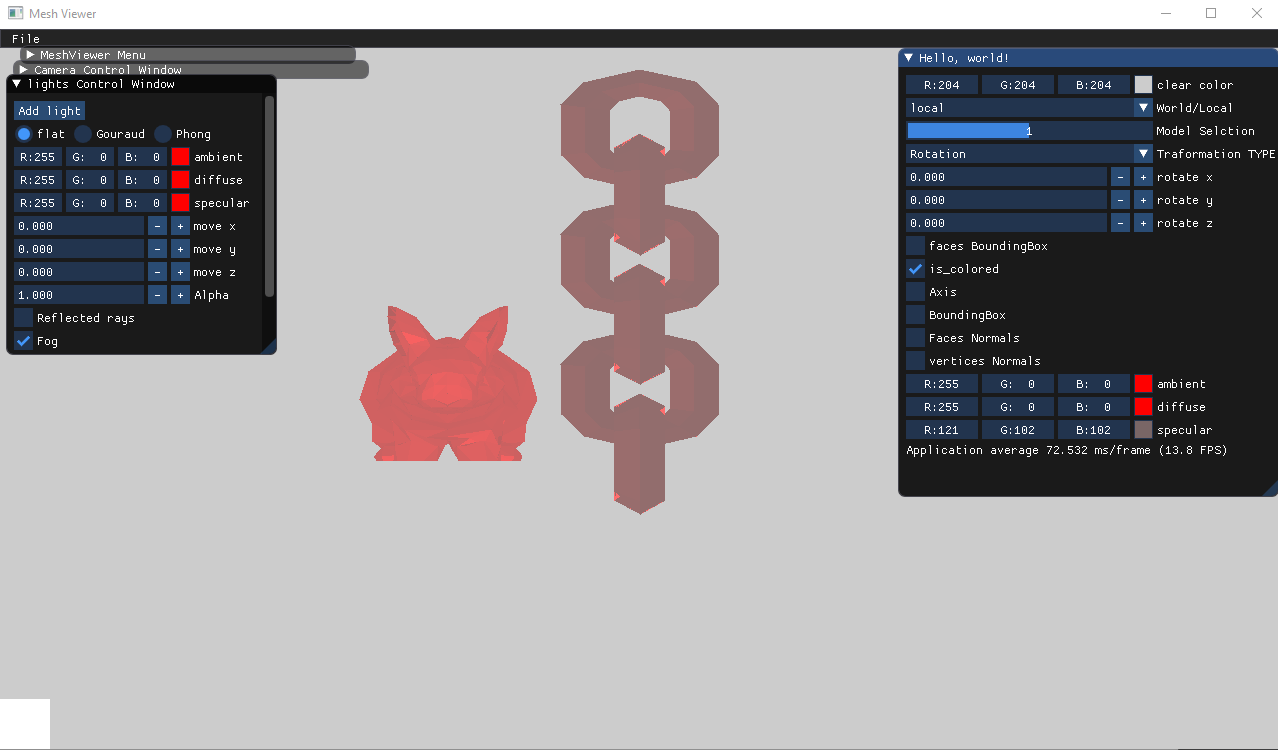 Mesh Viewer
File
MeshViewer Menu
Camera Control Window
lights Control Window
Add light
flat Gouraud Phong
R:255 G: 0 B: 0 ambient
R:255 G: 0 B: 0 diffuse
R:255 G: 0 B: 0 specular
0.000 - + move x
0.000 - + move y
0.000 - + move z
1.000 - + Alpha
Reflected rays
Fog
Hello, world!
R:204 G:204 B:204 clear color
local World/Local
1 Model Selction
Rotation Traformation TYPE
0.000 - + rotate x
0.000 - + rotate y
0.000 - + rotate z
faces BoundingBox
is_colored
Axis
BoundingBox
Faces Normals
vertices Normals
R:255 G: 0 B: 0 ambient
R:255 G: 0 B: 0 diffuse
R:121 G:102 B:102 specular
Application average 72.532 ms/frame (13.8 FPS)